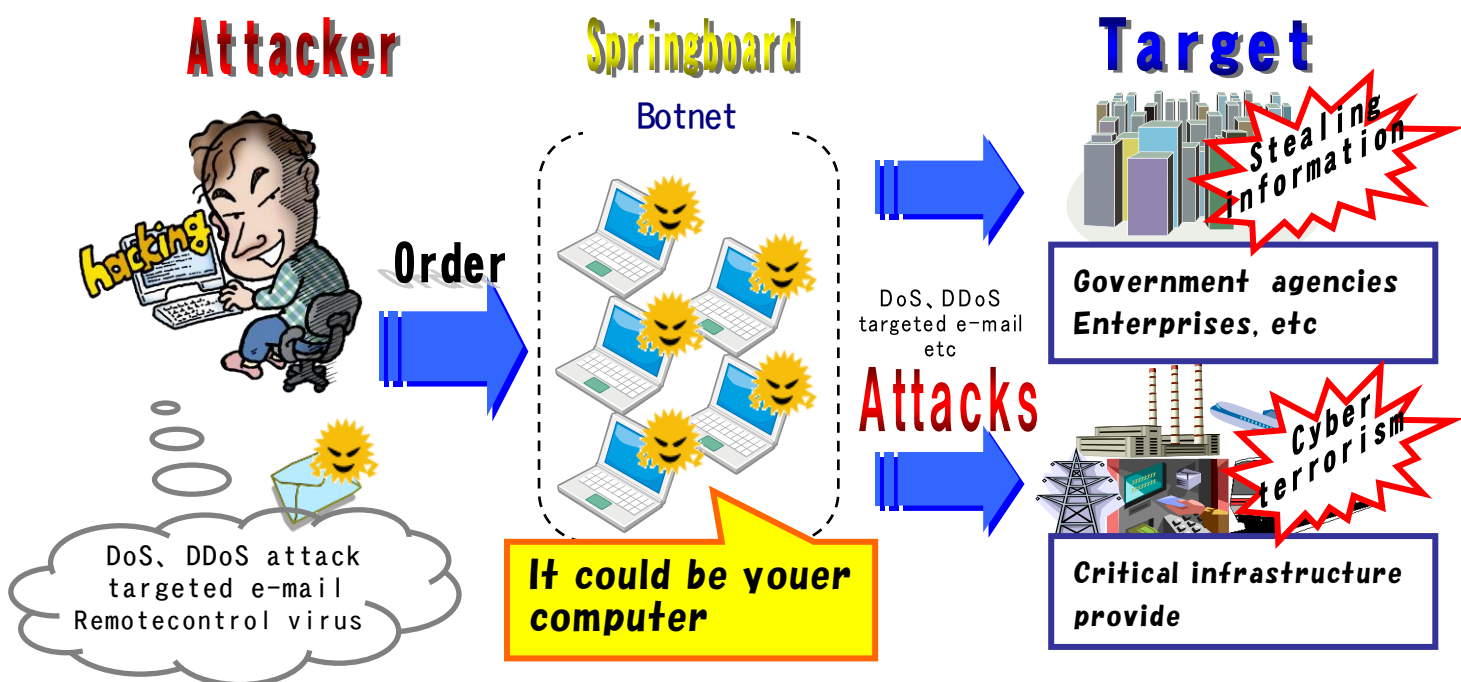 Attacker
Springboard
Target
Botnet
hacking
Order
Stealing
information
Government agencies
Enterprises, etc
DoS、DDoS
targeted e-mail
etc
Attacks
Cyber
terrorism
Critical infrastructure
provide
DoS、DDoS attack
targeted e-mail
Remotecontrol virus
It could be youer
computer